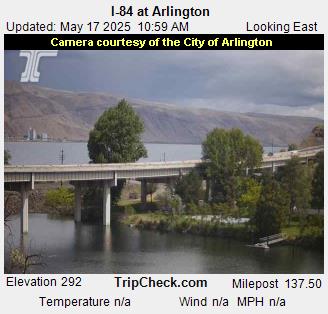 I-84 at Arlington
Updated: May 17 2025 10:59 AM Looking East
Camera courtesy of the City of Arlington
Elevation 292 TripCheck.com Milepost 137.50
Temperature n/a Wind n/a MPH n/a